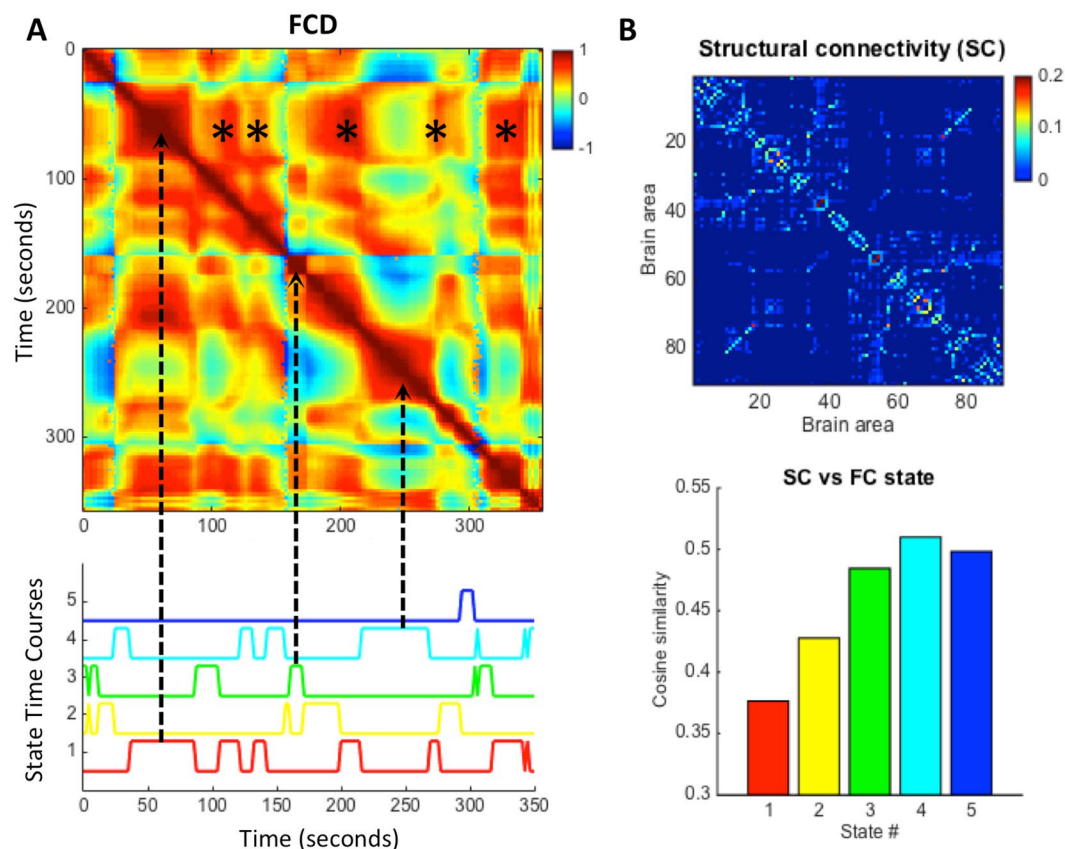 A
FCD
0
100
200
300
Time (seconds)
1
0
-1
* * * * *
0 100 200 300
State Time Courses
5
4
3
2
1
0 50 100 150 200 250 300 350
Time (seconds)
B
Structural connectivity (SC)
20
40
60
80
Brain area
0.2
0.1
0
20 40 60 80
Brain area
SC vs FC state
0.55
0.5
0.45
0.4
0.35
0.3
Cosine similarity
1 2 3 4 5
State #